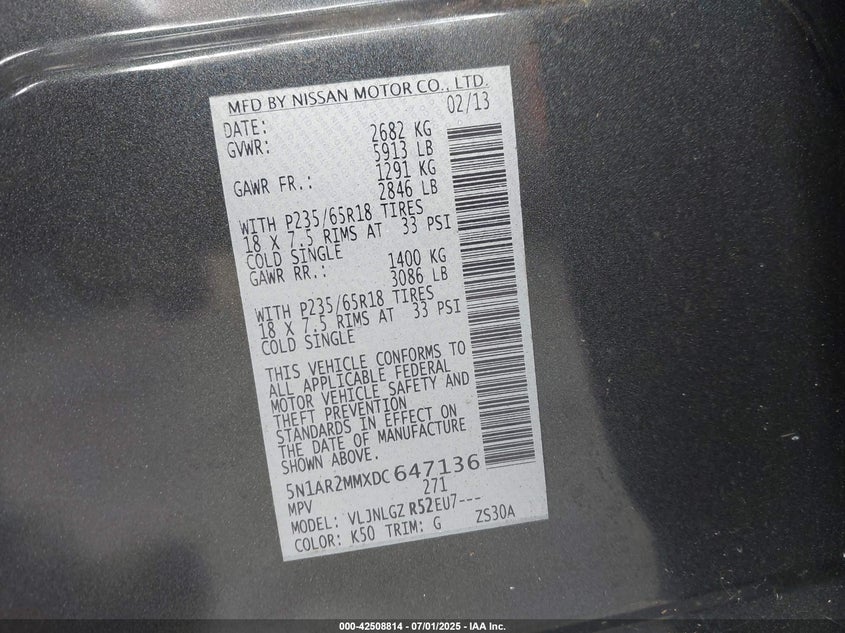 MFD BY NISSAN MOTOR CO., LTD.
DATE: 02/13
GVWR: 2682 KG
5913 LB
GAWR FR.: 1291 KG
2846 LB
WITH P235/65R18 TIRES
18 X 7.5 RIMS AT 33 PSI
COLD SINGLE
GAWR RR.: 1400 KG
3086 LB
WITH P235/65R18 TIRES
18 X 7.5 RIMS AT 33 PSI
COLD SINGLE
THIS VEHICLE CONFORMS TO
ALL APPLICABLE FEDERAL
MOTOR VEHICLE SAFETY AND
THEFT PREVENTION
STANDARDS IN EFFECT ON
THE DATE OF MANUFACTURE
SHOWN ABOVE.
5N1AR2MMXDC647136
MPV 271
MODEL: VLJNLGZ R52EU7---
COLOR: K50 TRIM: G ZS30A
000-42508814 - 07/01/2025 - IAA Inc.